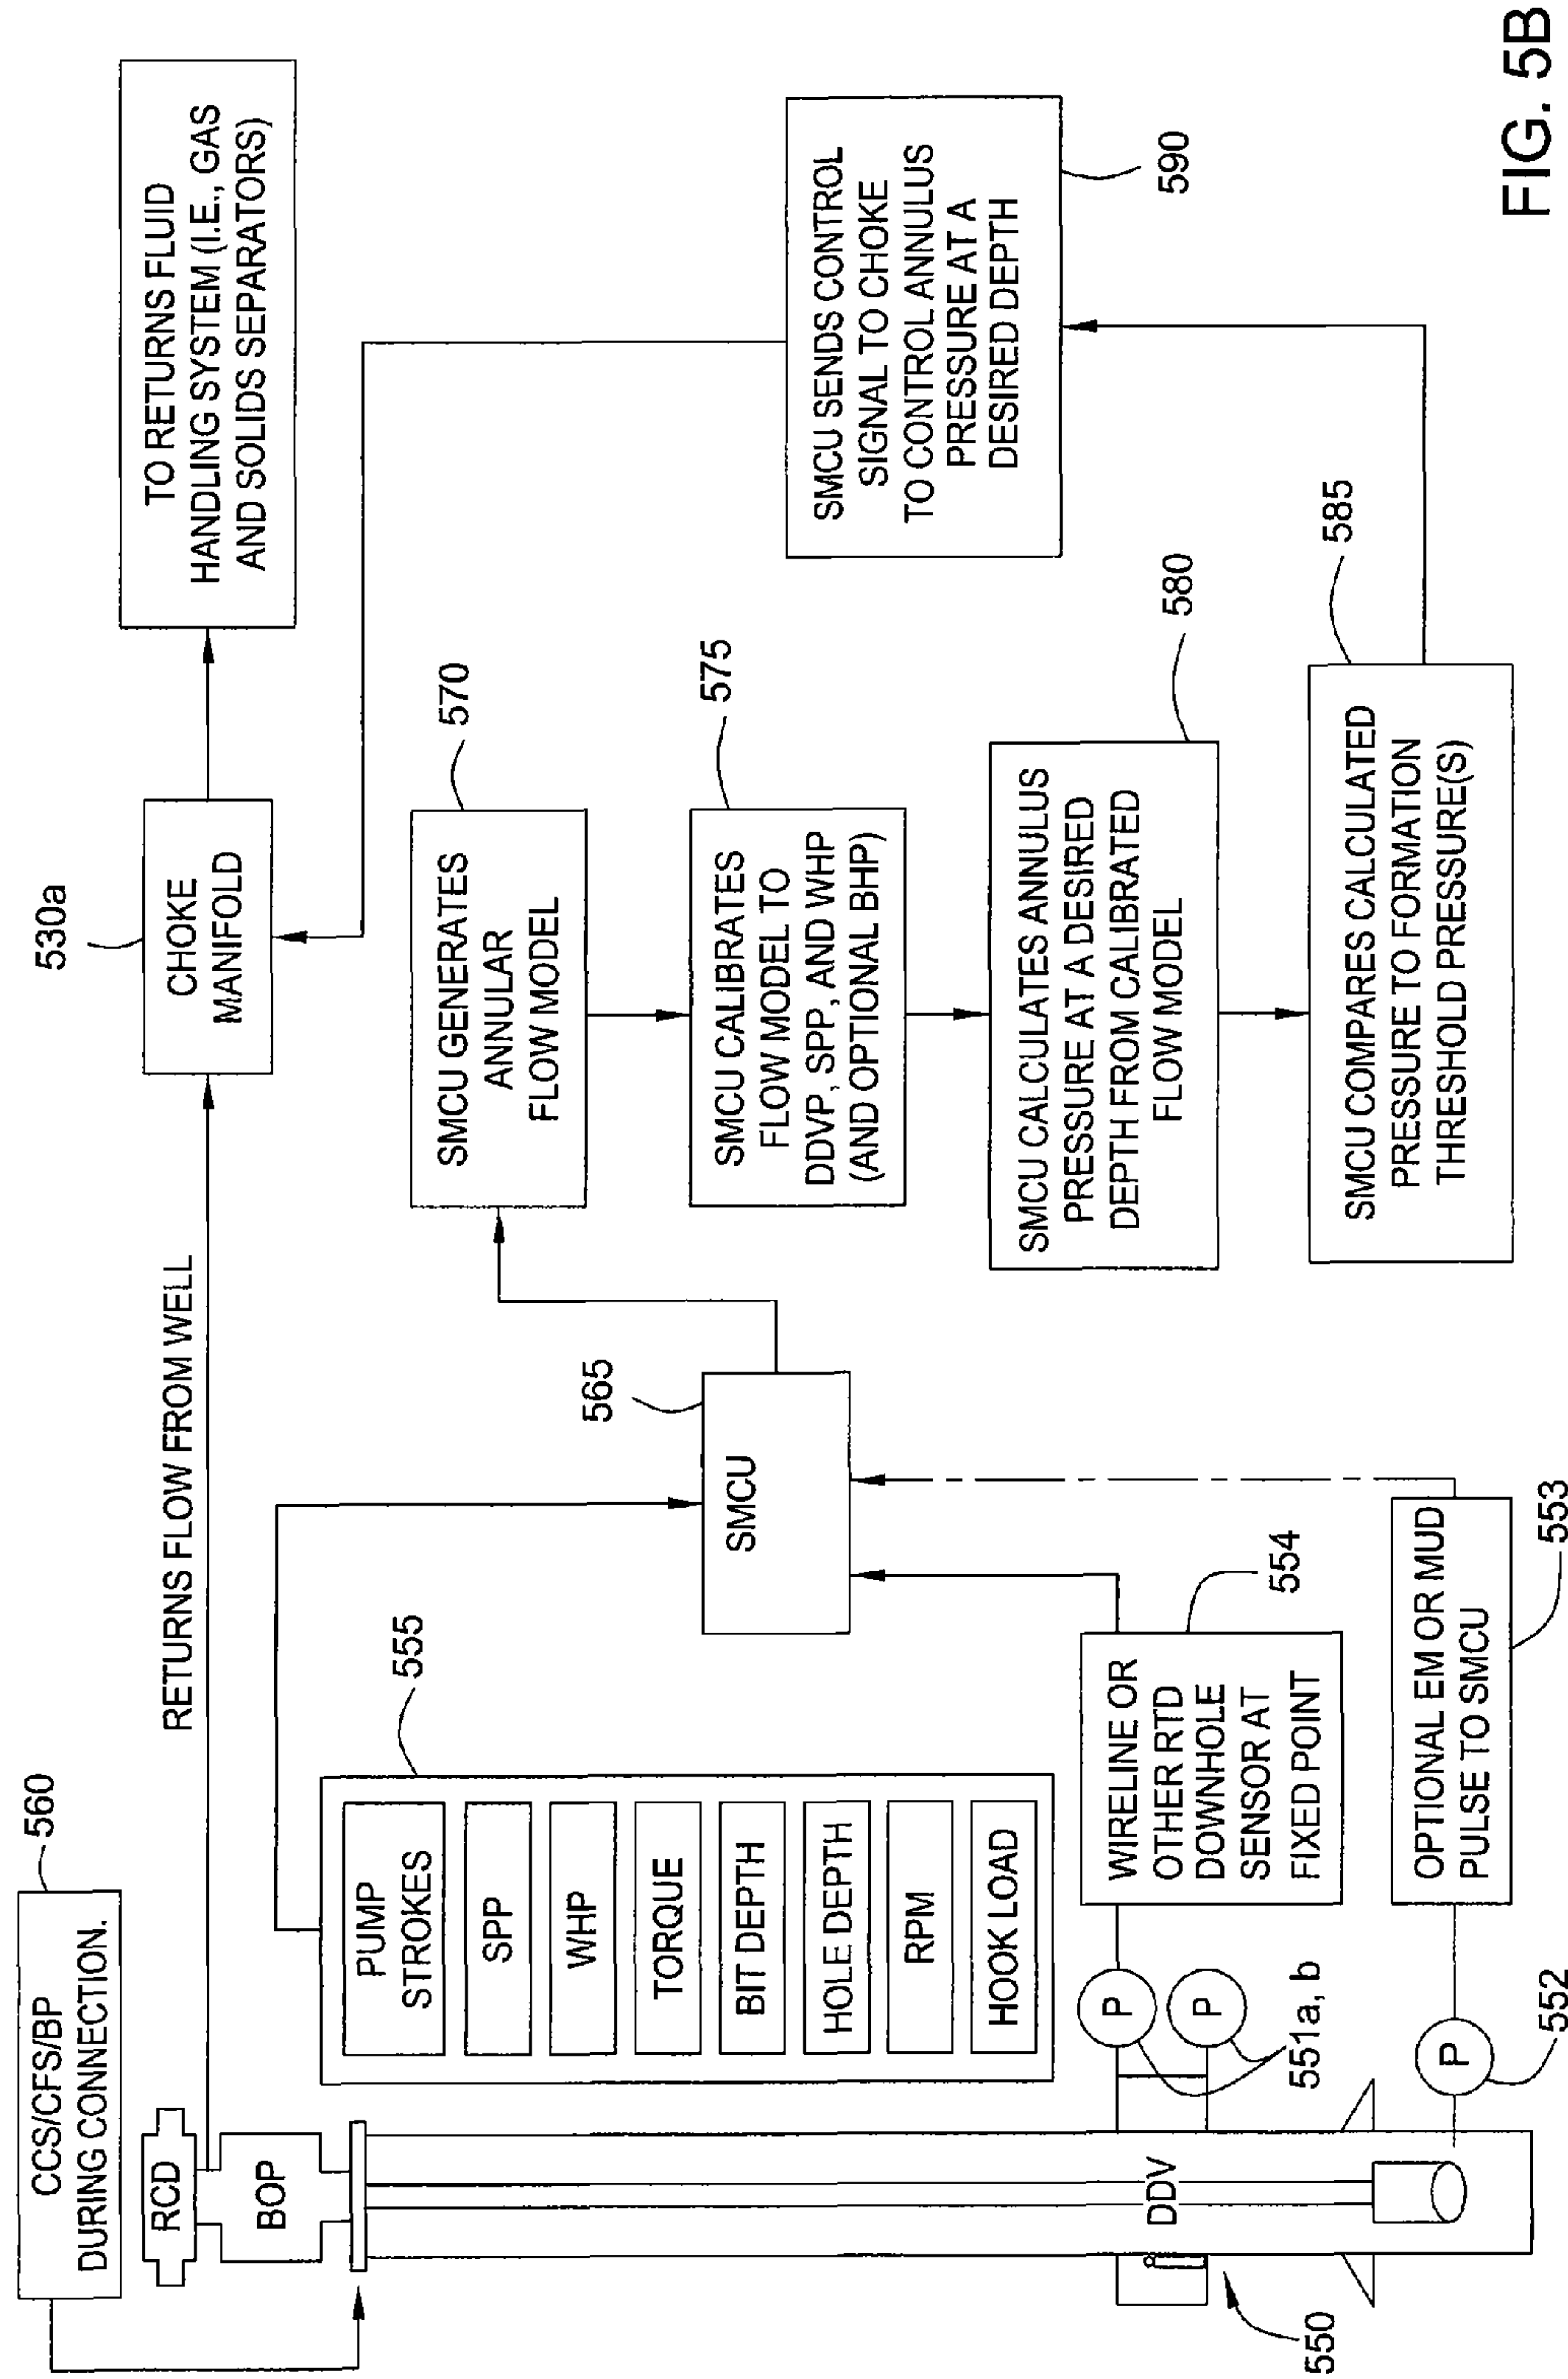 560
CCS/CFS/BP
DURING CONNECTION.
RCD
BOP
RETURNS FLOW FROM WELL
530a
CHOKE
MANIFOLD
TO RETURNS FLUID
HANDLING SYSTEM (I.E., GAS
AND SOLIDS SEPARATORS)
555
PUMP
STROKES
SPP
WHP
TORQUE
BIT DEPTH
HOLE DEPTH
RPM
HOOK LOAD
565
SMCU
570
SMCU GENERATES
ANNULAR
FLOW MODEL
575
SMCU CALIBRATES
FLOW MODEL TO
DDVP, SPP, AND WHP
(AND OPTIONAL BHP)
580
SMCU CALCULATES ANNULUS
PRESSURE AT A DESIRED
DEPTH FROM CALIBRATED
FLOW MODEL
585
SMCU COMPARES CALCULATED
PRESSURE TO FORMATION
THRESHOLD PRESSURE(S)
590
SMCU SENDS CONTROL
SIGNAL TO CHOKE
TO CONTROL ANNULUS
PRESSURE AT A
DESIRED DEPTH
DDV
550
P
P
551a, b
554
WIRELINE OR
OTHER RTD
DOWNHOLE
SENSOR AT
FIXED POINT
P
552
OPTIONAL EM OR MUD
PULSE TO SMCU
553
FIG. 5B